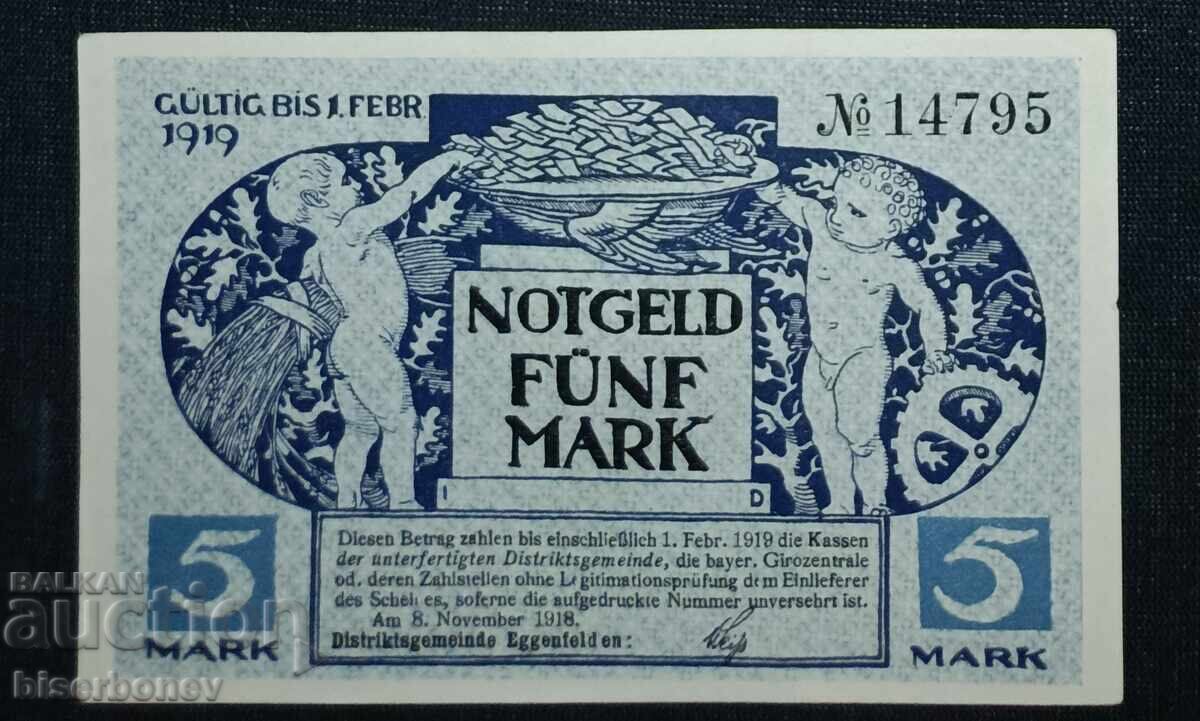 GÜLTIG BIS 1. FEBR.
1919
№ 14795
NOTGELD
FÜNF
MARK
I D
Diesen Betrag zahlen bis einschließlich 1. Febr. 1919 die Kassen
der unterfertigten Distriktsgemeinde, die bayer. Girozentrale
od. deren Zahlstellen ohne Legitimationsprüfung dem Einlieferer
des Scheines, soferne die aufgedruckte Nummer unversehrt ist.
Am 8. November 1918.
Distriktsgemeinde Eggenfelden:
5
MARK
5
MARK
BALKAN
auction
biserboney